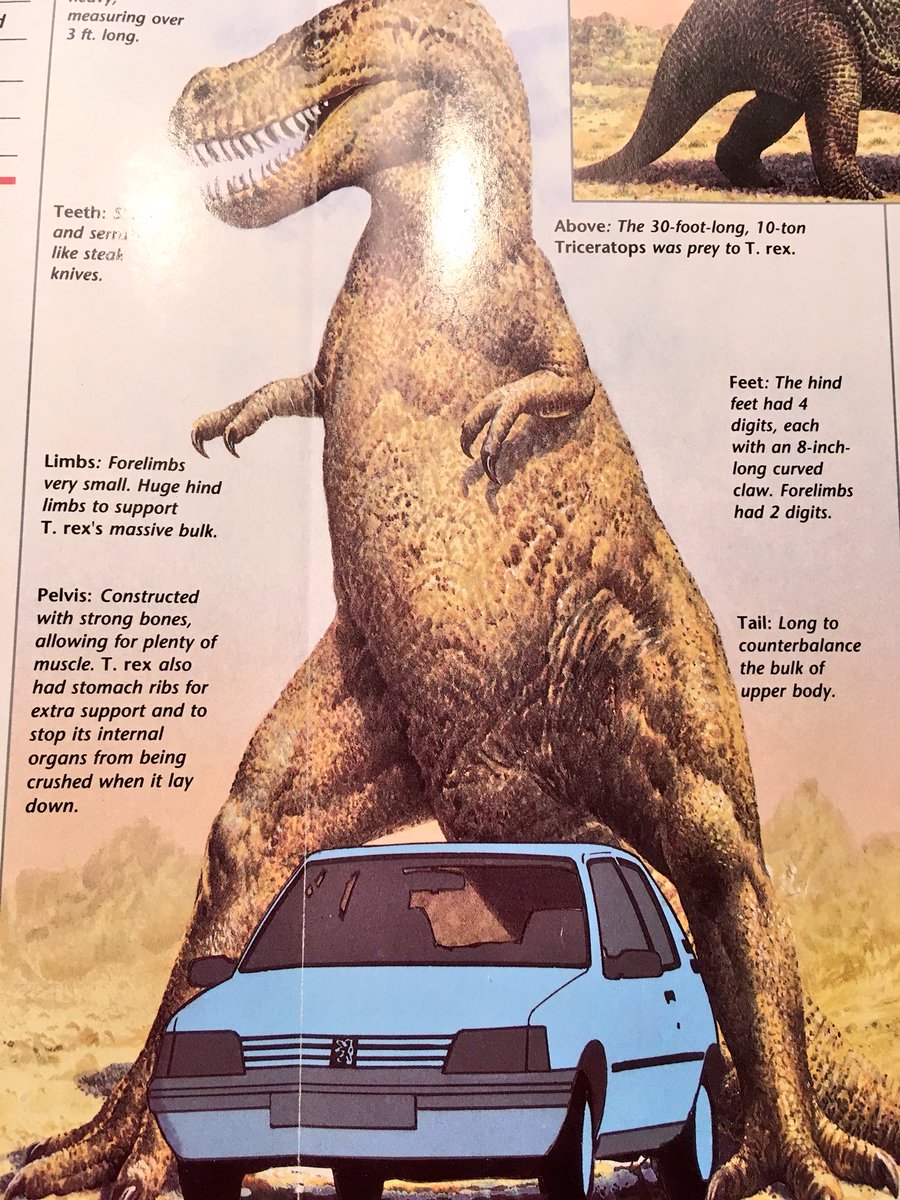 measuring over
3 ft. long.
Teeth:
and
like steak
knives.
Above: The 30-foot-long, 10-ton
Triceratops was prey to T. rex.
Feet: The hind
feet had 4
digits, each
with an 8-inch-
long curved
claw. Forelimbs
had 2 digits.
Limbs: Forelimbs
very small. Huge hind
limbs to support
T. rex's massive bulk.
Pelvis: Constructed
with strong bones,
allowing for plenty of
muscle. T. rex also
had stomach ribs for
extra support and to
stop its internal
organs from being
crushed when it lay
down.
Tail: Long to
counterbalance
the bulk of
upper body.